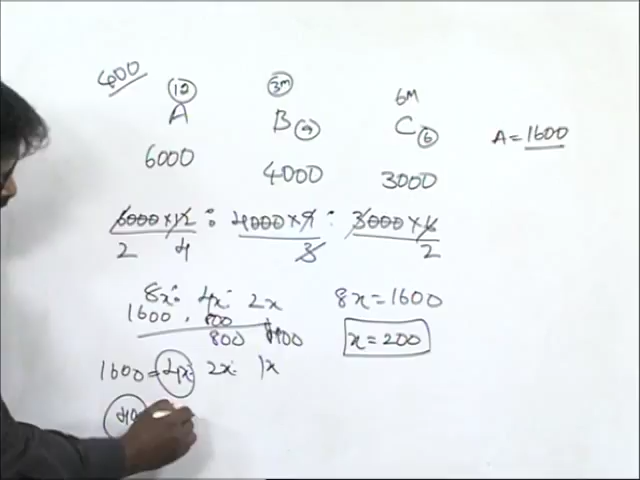 400
12 3M 6M
A B 9 C 6 A = 1600
6000 4000 3000
6000 × 12 : 4000 × 9 : 3000 × 6
2 4 3 2
8x : 4x : 2x 8x = 1600
1600 . 800
800 400 x = 200
1600 = 4x : 2x : 1x
40